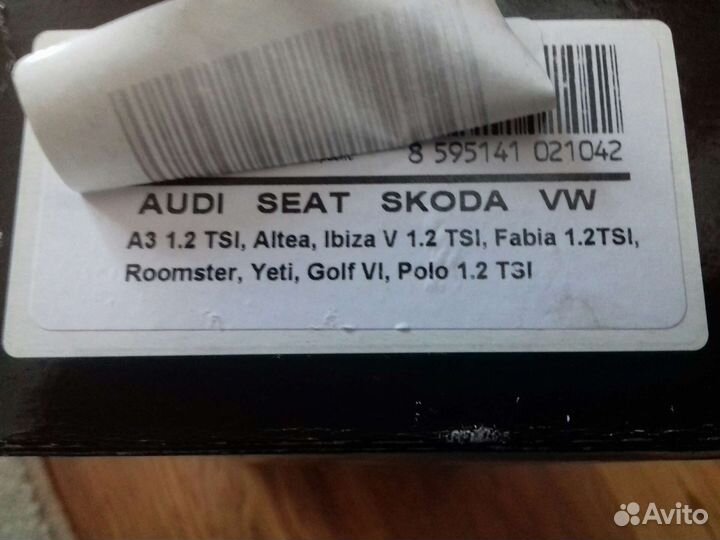 8 595141 021042
AUDI SEAT SKODA VW
A3 1.2 TSI, Altea, Ibiza V 1.2 TSI, Fabia 1.2TSI,
Roomster, Yeti, Golf VI, Polo 1.2 TSI
Avito